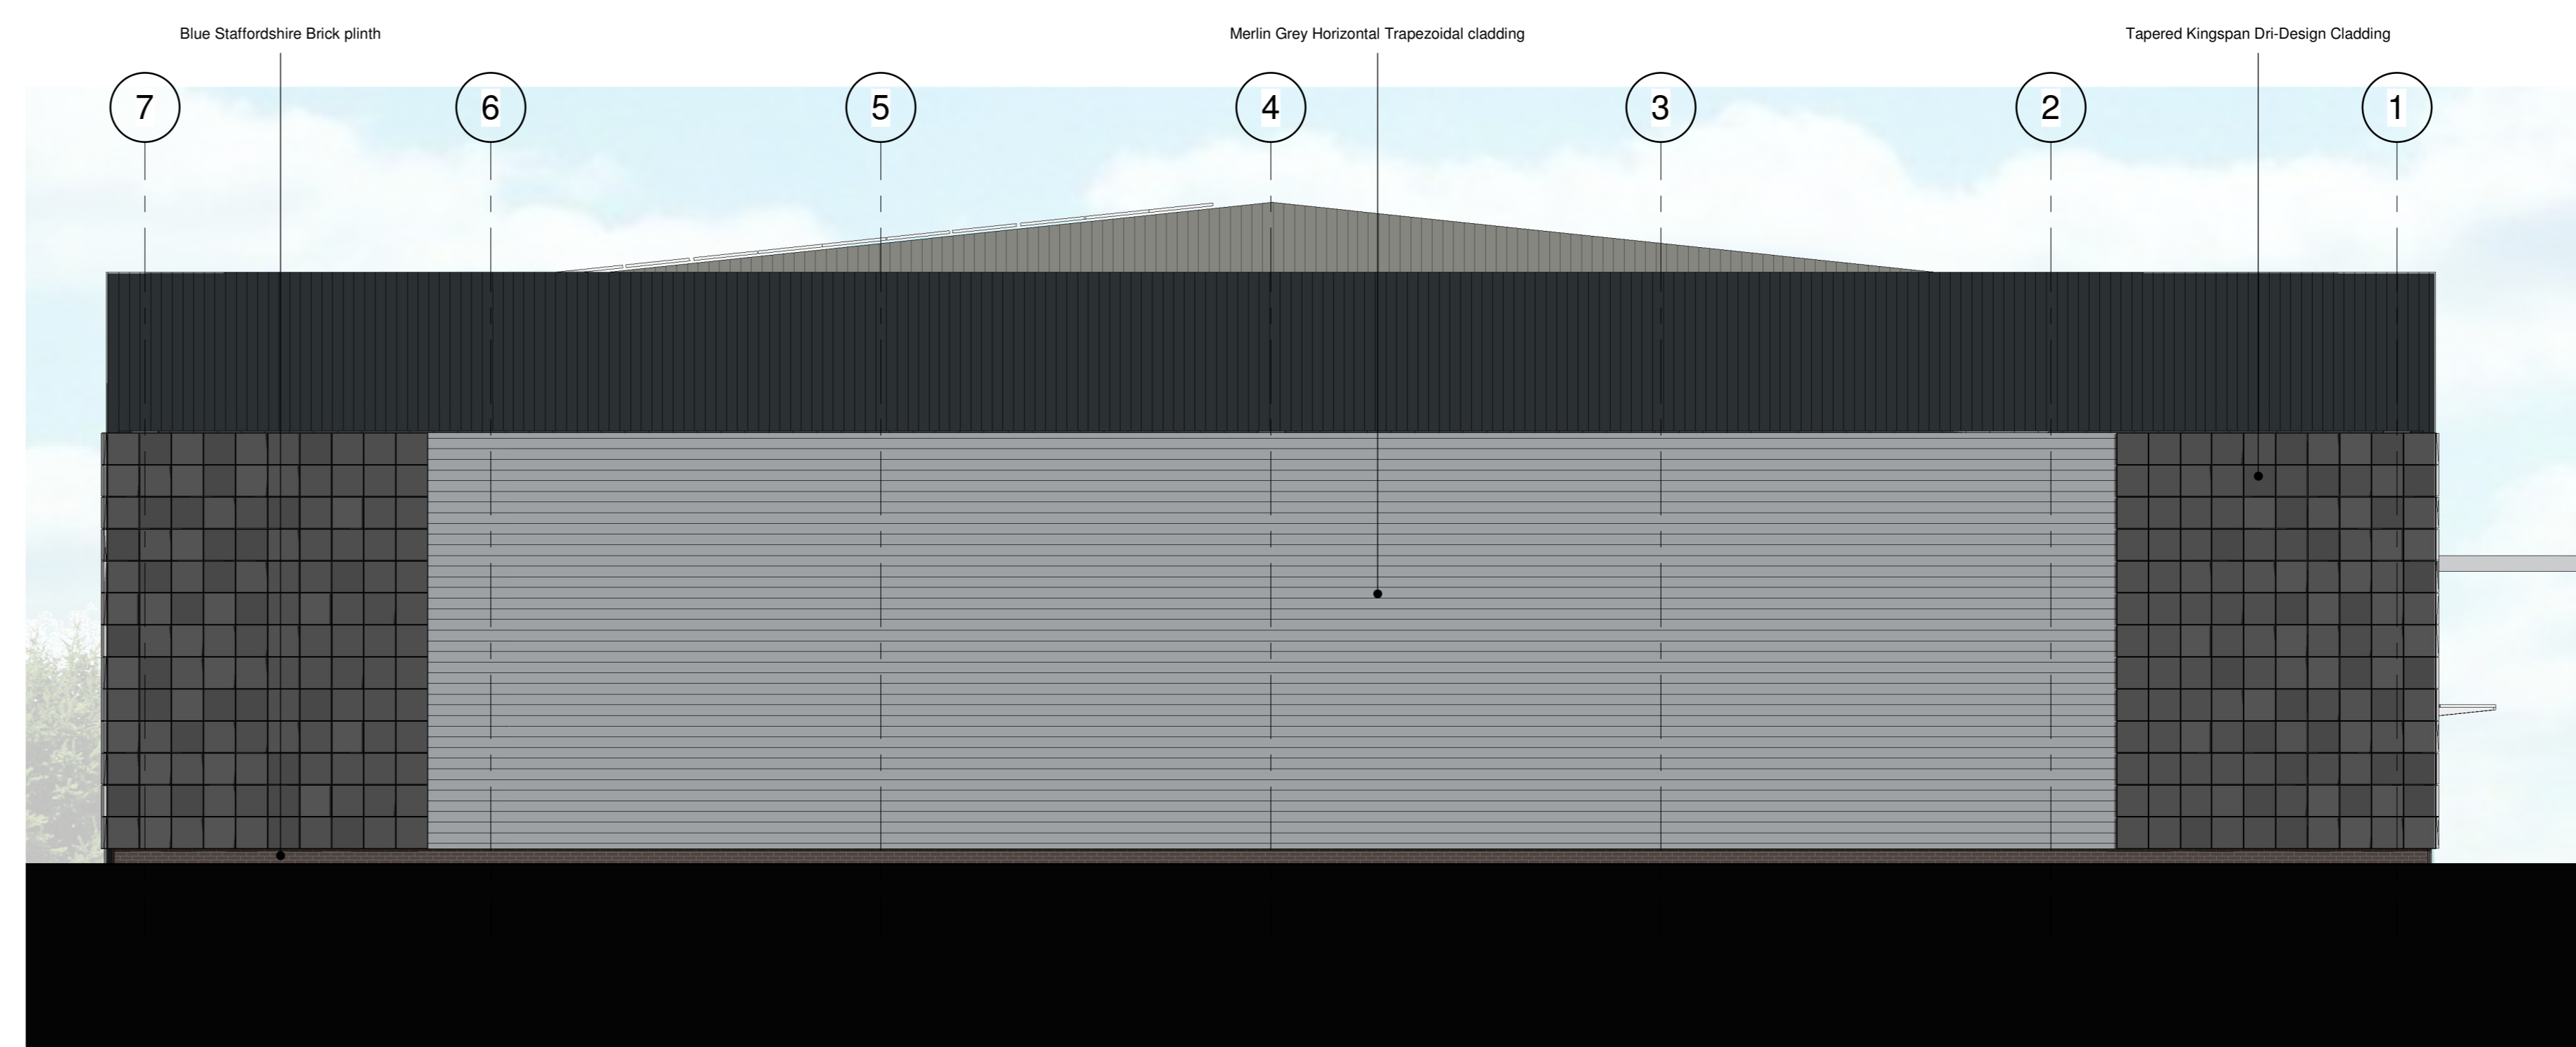 Blue Staffordshire Brick plinth
Merlin Grey Horizontal Trapezoidal cladding
Tapered Kingspan Dri-Design Cladding
7 6 5 4 3 2 1